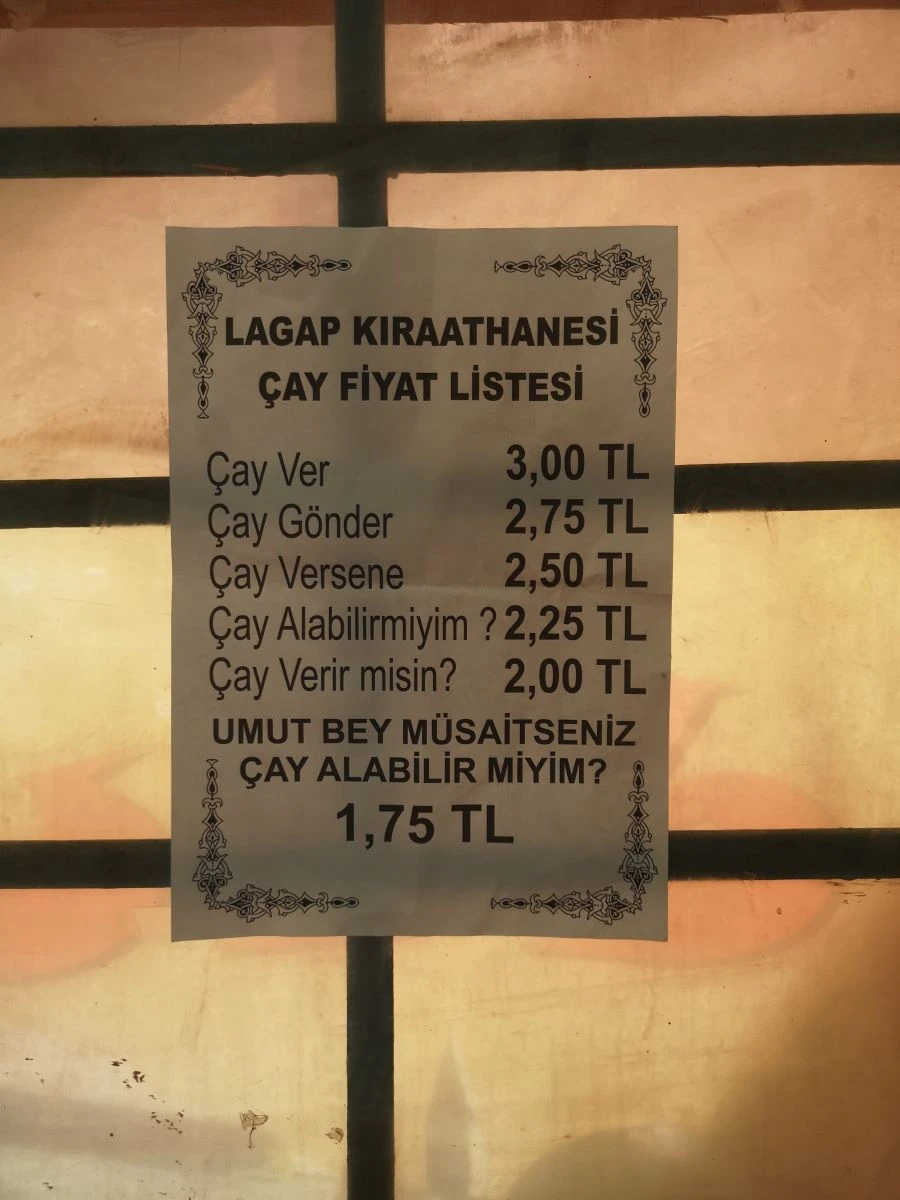 LAGAP KIRAATHANESİ
ÇAY FİYAT LİSTESİ
Çay Ver 3,00 TL
Çay Gönder 2,75 TL
Çay Versene 2,50 TL
Çay Alabilirmiyim ? 2,25 TL
Çay Verir misin? 2,00 TL
UMUT BEY MÜSAİTSENİZ
ÇAY ALABİLİR MİYİM?
1,75 TL